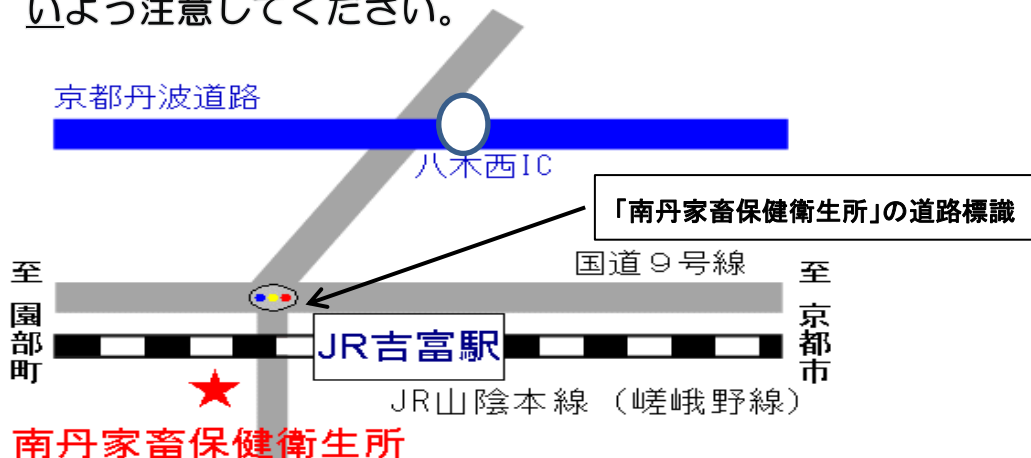 いよう注意してください。
京都丹波道路
八木西IC
「南丹家畜保健衛生所」の道路標識
国道９号線
至園部町
至京都市
JR吉富駅
JR山陰本線（嵯峨野線）
南丹家畜保健衛生所